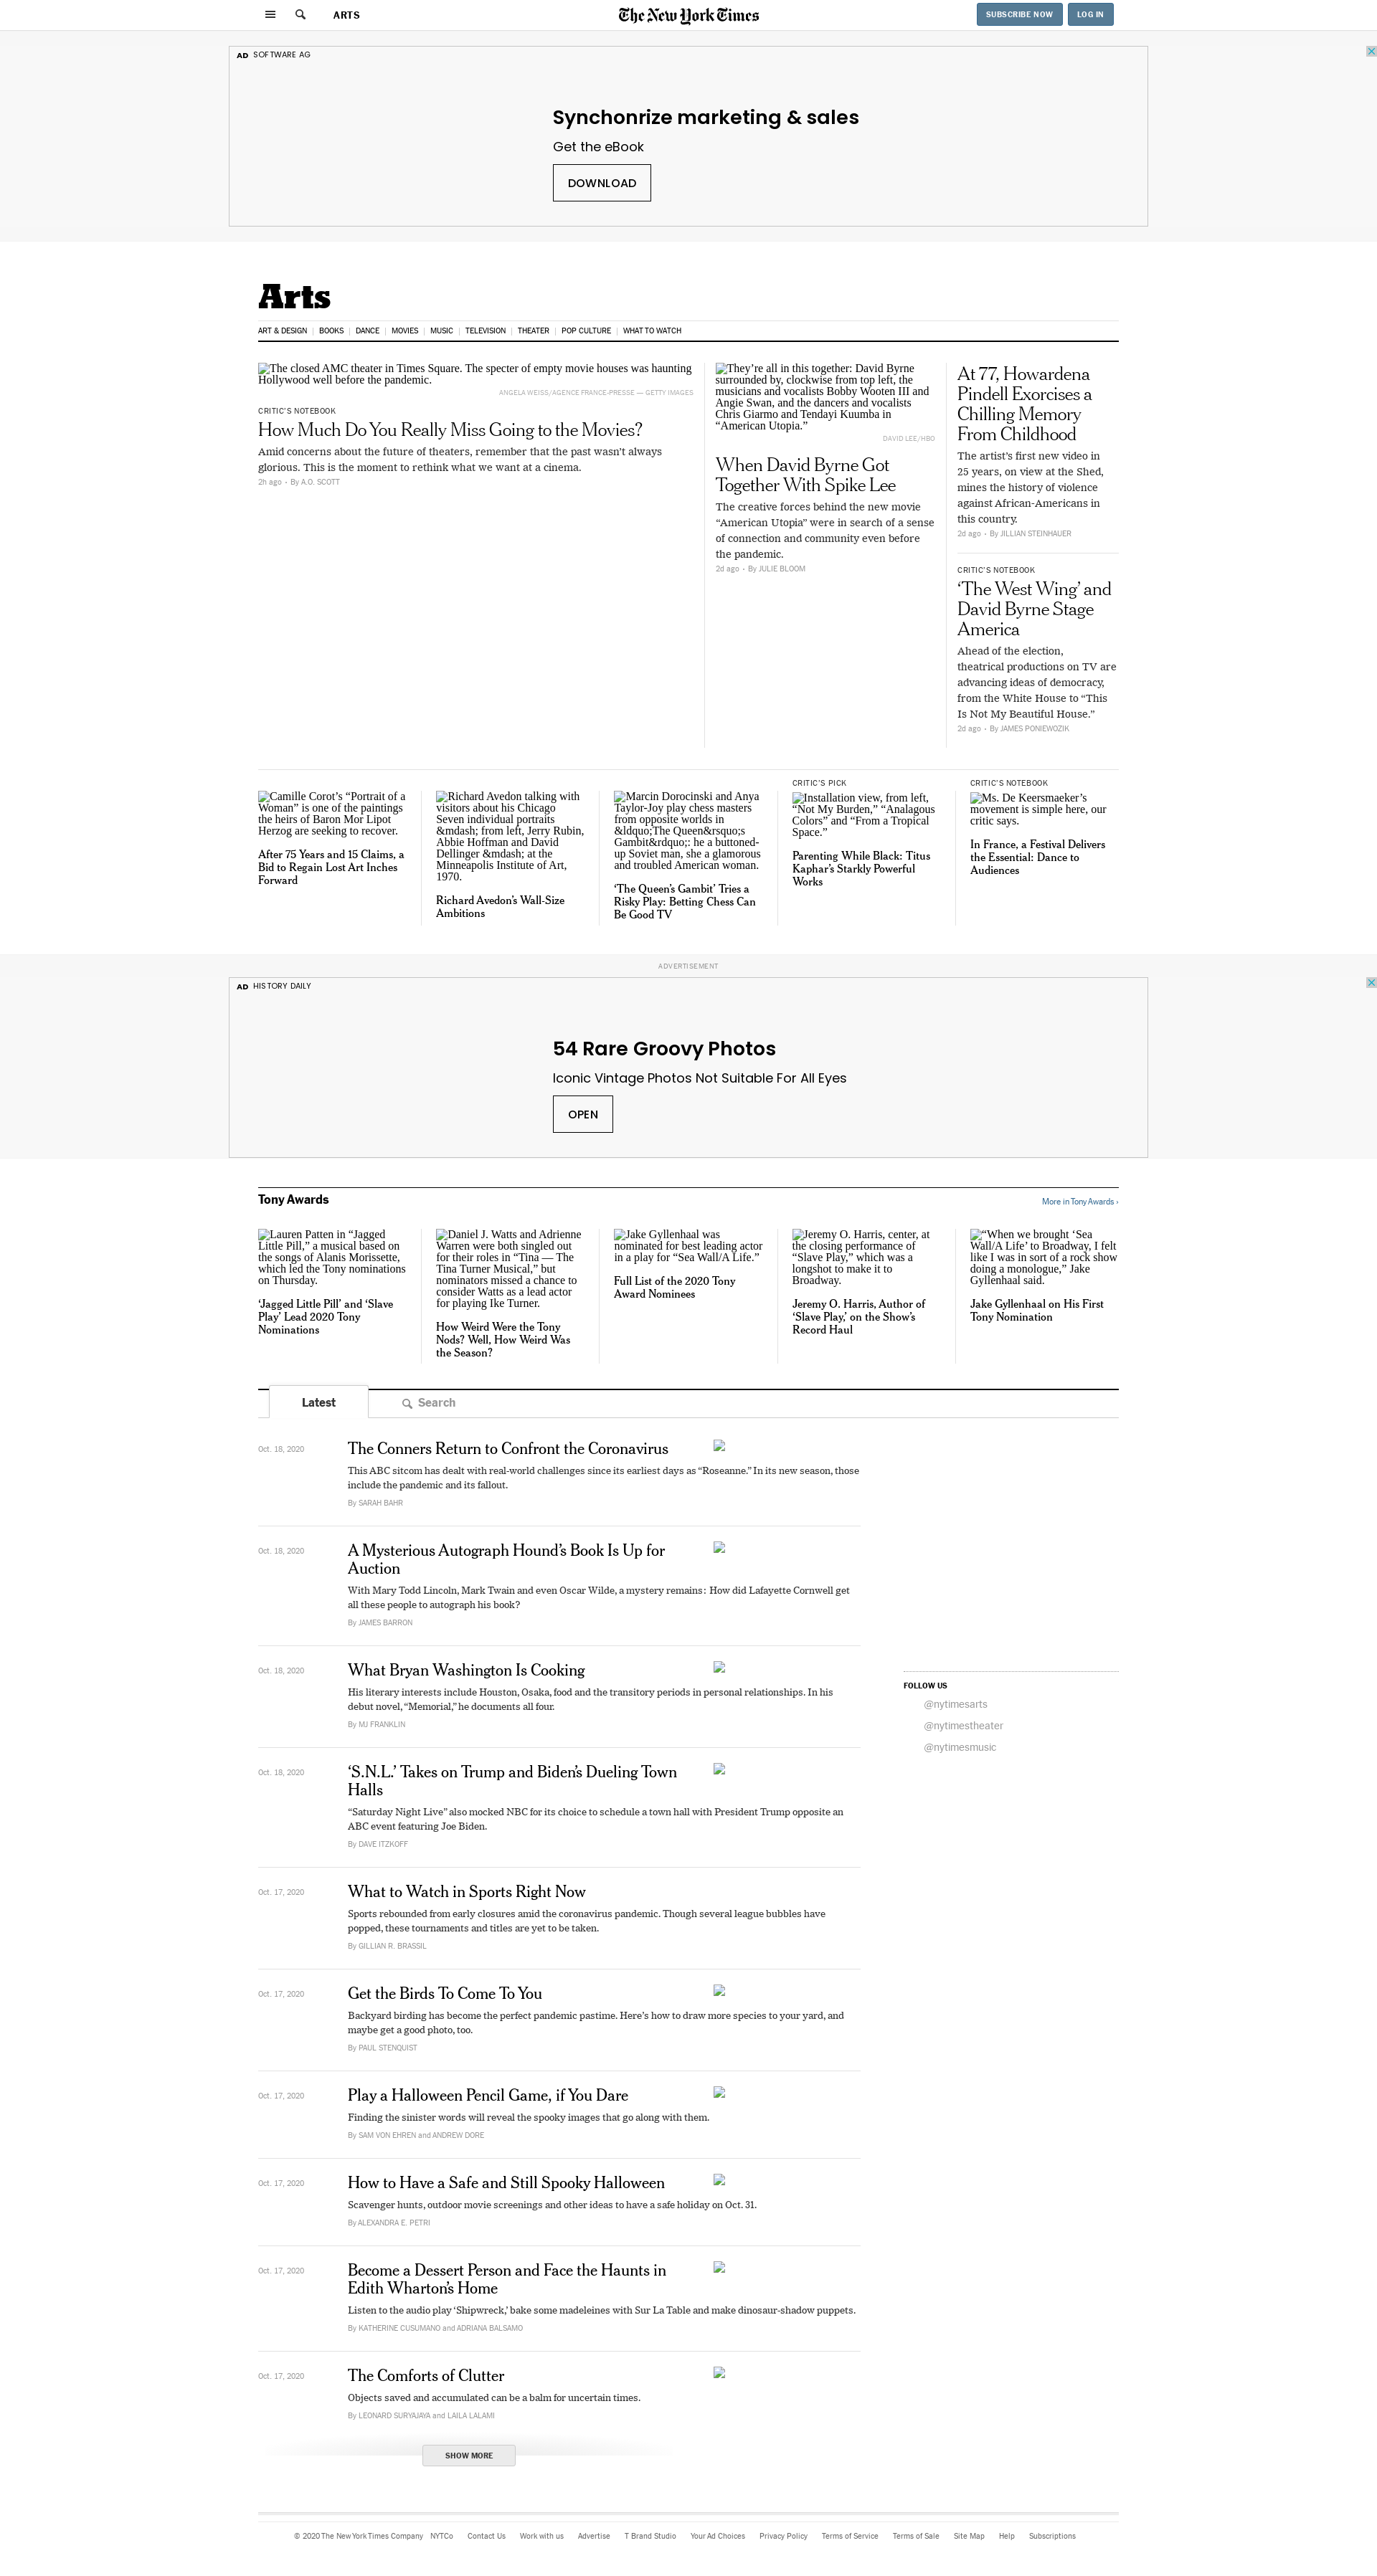 ARTS
The New York Times
SUBSCRIBE NOW
LOG IN
AD SOFTWARE AG
Synchonrize marketing & sales
Get the eBook
DOWNLOAD
Arts
ART & DESIGN
BOOKS
DANCE
MOVIES
MUSIC
TELEVISION
THEATER
POP CULTURE
WHAT TO WATCH
The closed AMC theater in Times Square. The specter of empty movie houses was haunting
Hollywood well before the pandemic.
ANGELA WEISS/AGENCE FRANCE-PRESSE — GETTY IMAGES
CRITIC'S NOTEBOOK
How Much Do You Really Miss Going to the Movies?
Amid concerns about the future of theaters, remember that the past wasn't always
glorious. This is the moment to rethink what we want at a cinema.
2h ago • By A.O. SCOTT
They're all in this together: David Byrne
surrounded by, clockwise from top left, the
musicians and vocalists Bobby Wooten III and
Angie Swan, and the dancers and vocalists
Chris Giarmo and Tendayi Kuumba in
“American Utopia.”
DAVID LEE/HBO
When David Byrne Got
Together With Spike Lee
The creative forces behind the new movie
“American Utopia” were in search of a sense
of connection and community even before
the pandemic.
2d ago • By JULIE BLOOM
At 77, Howardena
Pindell Exorcises a
Chilling Memory
From Childhood
The artist's first new video in
25 years, on view at the Shed,
mines the history of violence
against African-Americans in
this country.
2d ago • By JILLIAN STEINHAUER
CRITIC'S NOTEBOOK
‘The West Wing’ and
David Byrne Stage
America
Ahead of the election,
theatrical productions on TV are
advancing ideas of democracy,
from the White House to “This
Is Not My Beautiful House.”
2d ago • By JAMES PONIEWOZIK
Camille Corot's “Portrait of a
Woman” is one of the paintings
the heirs of Baron Mor Lipot
Herzog are seeking to recover.
After 75 Years and 15 Claims, a
Bid to Regain Lost Art Inches
Forward
Richard Avedon talking with
visitors about his Chicago
Seven individual portraits
&mdash; from left, Jerry Rubin,
Abbie Hoffman and David
Dellinger &mdash; at the
Minneapolis Institute of Art,
1970.
Richard Avedon's Wall-Size
Ambitions
Marcin Dorocinski and Anya
Taylor-Joy play chess masters
from opposite worlds in
&ldquo;The Queen&rsquo;s
Gambit&rdquo;: he a buttoned-
up Soviet man, she a glamorous
and troubled American woman.
‘The Queen's Gambit’ Tries a
Risky Play: Betting Chess Can
Be Good TV
CRITIC'S PICK
Installation view, from left,
“Not My Burden,” “Analagous
Colors” and “From a Tropical
Space.”
Parenting While Black: Titus
Kaphar's Starkly Powerful
Works
CRITIC'S NOTEBOOK
Ms. De Keersmaeker's
movement is simple here, our
critic says.
In France, a Festival Delivers
the Essential: Dance to
Audiences
ADVERTISEMENT
AD HISTORY DAILY
54 Rare Groovy Photos
Iconic Vintage Photos Not Suitable For All Eyes
OPEN
Tony Awards
More in Tony Awards ›
Lauren Patten in “Jagged
Little Pill,” a musical based on
the songs of Alanis Morissette,
which led the Tony nominations
on Thursday.
‘Jagged Little Pill’ and ‘Slave
Play’ Lead 2020 Tony
Nominations
Daniel J. Watts and Adrienne
Warren were both singled out
for their roles in “Tina — The
Tina Turner Musical,” but
nominators missed a chance to
consider Watts as a lead actor
for playing Ike Turner.
How Weird Were the Tony
Nods? Well, How Weird Was
the Season?
Jake Gyllenhaal was
nominated for best leading actor
in a play for “Sea Wall/A Life.”
Full List of the 2020 Tony
Award Nominees
Jeremy O. Harris, center, at
the closing performance of
“Slave Play,” which was a
longshot to make it to
Broadway.
Jeremy O. Harris, Author of
‘Slave Play,’ on the Show's
Record Haul
“When we brought ‘Sea
Wall/A Life’ to Broadway, I felt
like I was in sort of a rock show
doing a monologue,” Jake
Gyllenhaal said.
Jake Gyllenhaal on His First
Tony Nomination
Latest
Search
Oct. 18, 2020
The Conners Return to Confront the Coronavirus
This ABC sitcom has dealt with real-world challenges since its earliest days as “Roseanne.” In its new season, those
include the pandemic and its fallout.
By SARAH BAHR
Oct. 18, 2020
A Mysterious Autograph Hound's Book Is Up for
Auction
With Mary Todd Lincoln, Mark Twain and even Oscar Wilde, a mystery remains: How did Lafayette Cornwell get
all these people to autograph his book?
By JAMES BARRON
Oct. 18, 2020
What Bryan Washington Is Cooking
His literary interests include Houston, Osaka, food and the transitory periods in personal relationships. In his
debut novel, “Memorial,” he documents all four.
By MJ FRANKLIN
Oct. 18, 2020
‘S.N.L.’ Takes on Trump and Biden's Dueling Town
Halls
“Saturday Night Live” also mocked NBC for its choice to schedule a town hall with President Trump opposite an
ABC event featuring Joe Biden.
By DAVE ITZKOFF
Oct. 17, 2020
What to Watch in Sports Right Now
Sports rebounded from early closures amid the coronavirus pandemic. Though several league bubbles have
popped, these tournaments and titles are yet to be taken.
By GILLIAN R. BRASSIL
Oct. 17, 2020
Get the Birds To Come To You
Backyard birding has become the perfect pandemic pastime. Here's how to draw more species to your yard, and
maybe get a good photo, too.
By PAUL STENQUIST
Oct. 17, 2020
Play a Halloween Pencil Game, if You Dare
Finding the sinister words will reveal the spooky images that go along with them.
By SAM VON EHREN and ANDREW DORE
Oct. 17, 2020
How to Have a Safe and Still Spooky Halloween
Scavenger hunts, outdoor movie screenings and other ideas to have a safe holiday on Oct. 31.
By ALEXANDRA E. PETRI
Oct. 17, 2020
Become a Dessert Person and Face the Haunts in
Edith Wharton's Home
Listen to the audio play ‘Shipwreck,’ bake some madeleines with Sur La Table and make dinosaur-shadow puppets.
By KATHERINE CUSUMANO and ADRIANA BALSAMO
Oct. 17, 2020
The Comforts of Clutter
Objects saved and accumulated can be a balm for uncertain times.
By LEONARD SURYAJAYA and LAILA LALAMI
SHOW MORE
FOLLOW US
@nytimesarts
@nytimestheater
@nytimesmusic
© 2020 The New York Times Company
NYTCo
Contact Us
Work with us
Advertise
T Brand Studio
Your Ad Choices
Privacy Policy
Terms of Service
Terms of Sale
Site Map
Help
Subscriptions